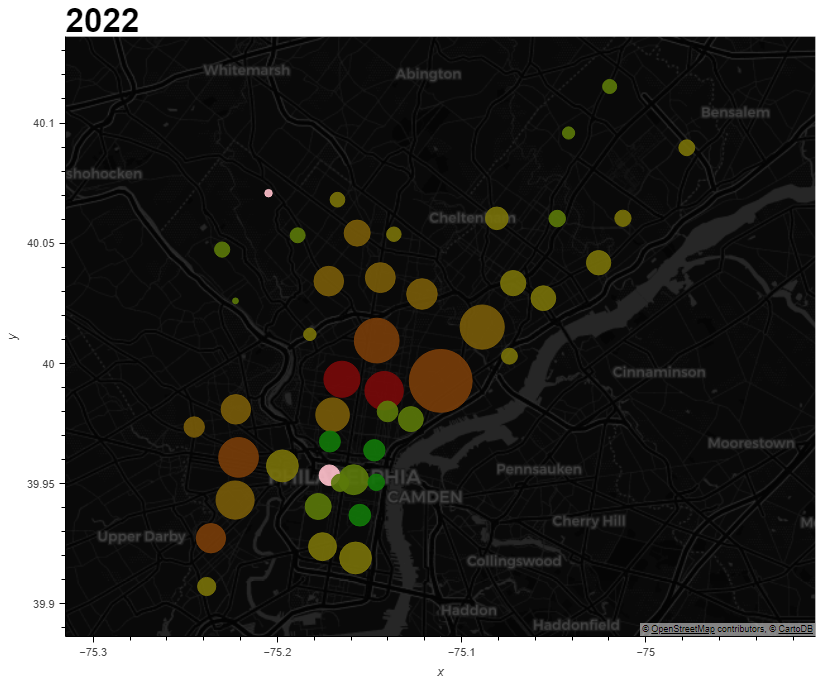 2022
Whitemarsh
Abington
Bensalem
40.1
shohocken
Cheltenham
40.05
y
40
Cinnaminson
Moorestown
39.95
PHILADELPHIA
Pennsauken
CAMDEN
Upper Darby
Cherry Hill
Mo
Collingswood
39.9
Haddon
Haddonfield
© OpenStreetMap contributors, © CartoDB
−75.3
−75.2
−75.1
−75
x